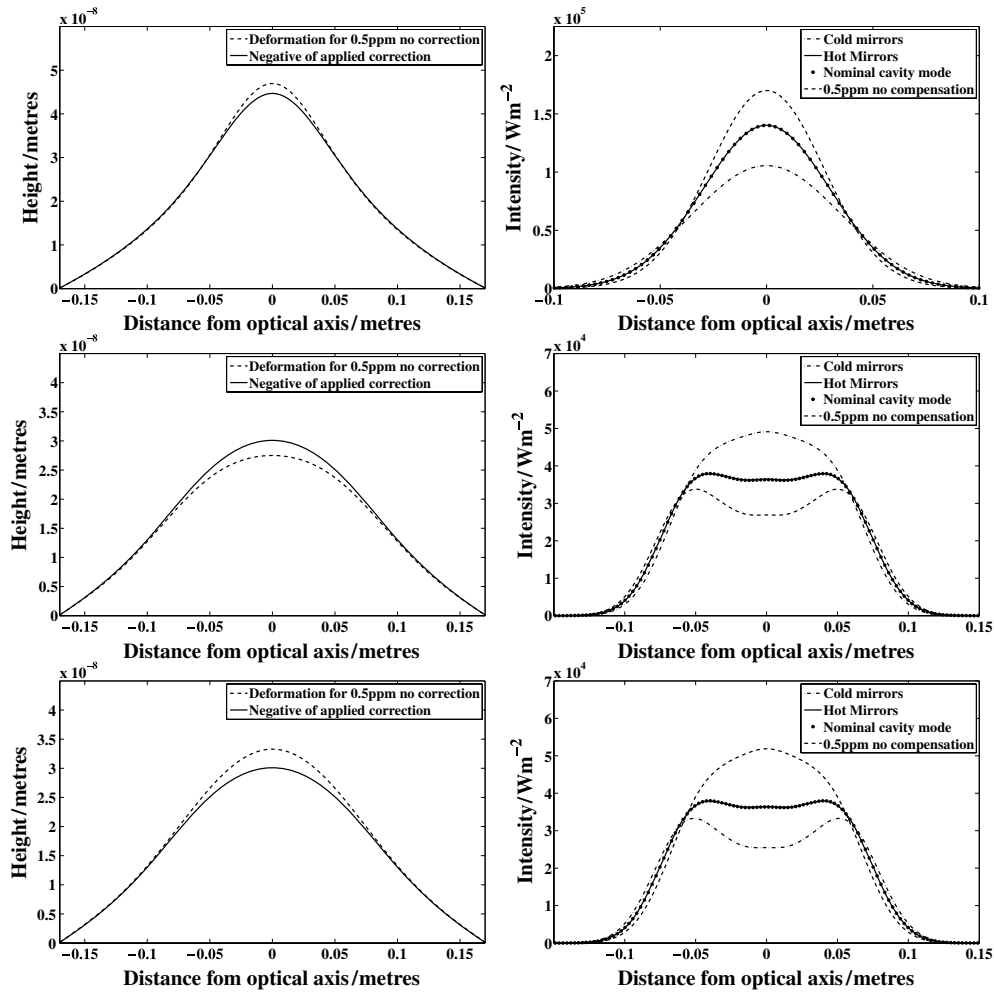 x 10−8
Deformation for 0.5ppm no correction
Negative of applied correction
5
4
3
2
1
0
Height/metres
−0.15 −0.1 −0.05 0 0.05 0.1 0.15
Distance fom optical axis/metres
x 10⁵
Cold mirrors
Hot Mirrors
Nominal cavity mode
0.5ppm no compensation
2
1.5
1
0.5
0
Intensity/Wm−2
−0.1 −0.05 0 0.05 0.1
Distance fom optical axis/metres
x 10−8
Deformation for 0.5ppm no correction
Negative of applied correction
4
3.5
3
2.5
2
1.5
1
0.5
0
Height/metres
−0.15 −0.1 −0.05 0 0.05 0.1 0.15
Distance fom optical axis/metres
x 10⁴
Cold mirrors
Hot Mirrors
Nominal cavity mode
0.5ppm no compensation
7
6
5
4
3
2
1
0
Intensity/Wm−2
−0.1 −0.05 0 0.05 0.1 0.15
Distance fom optical axis/metres
x 10−8
Deformation for 0.5ppm no correction
Negative of applied correction
4
3.5
3
2.5
2
1.5
1
0.5
0
Height/metres
−0.15 −0.1 −0.05 0 0.05 0.1 0.15
Distance fom optical axis/metres
x 10⁴
Cold mirrors
Hot Mirrors
Nominal cavity mode
0.5ppm no compensation
7
6
5
4
3
2
1
0
Intensity/Wm−2
−0.1 −0.05 0 0.05 0.1 0.15
Distance fom optical axis/metres